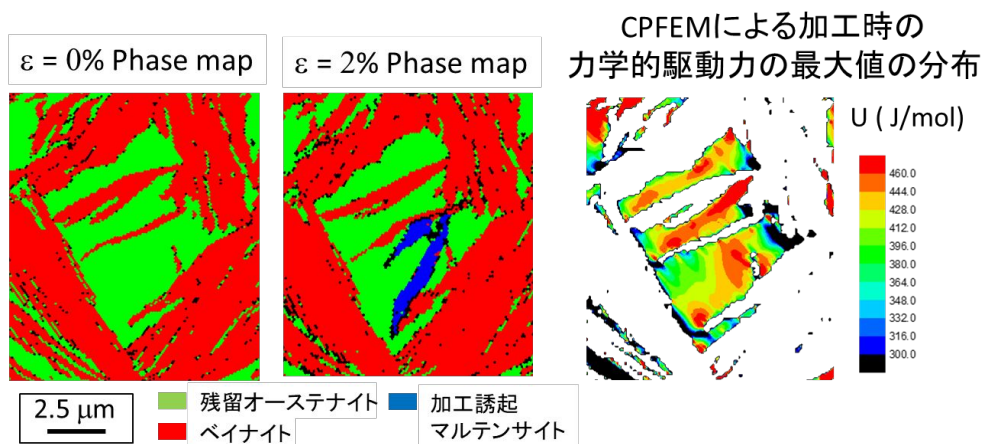 CPFEMによる加工時の
力学的駆動力の最大値の分布
ε = 0% Phase map
ε = 2% Phase map
U ( J/mol)
460.0
444.0
428.0
412.0
396.0
380.0
364.0
348.0
332.0
316.0
300.0
2.5 μm
残留オーステナイト
ベイナイト
加工誘起
マルテンサイト